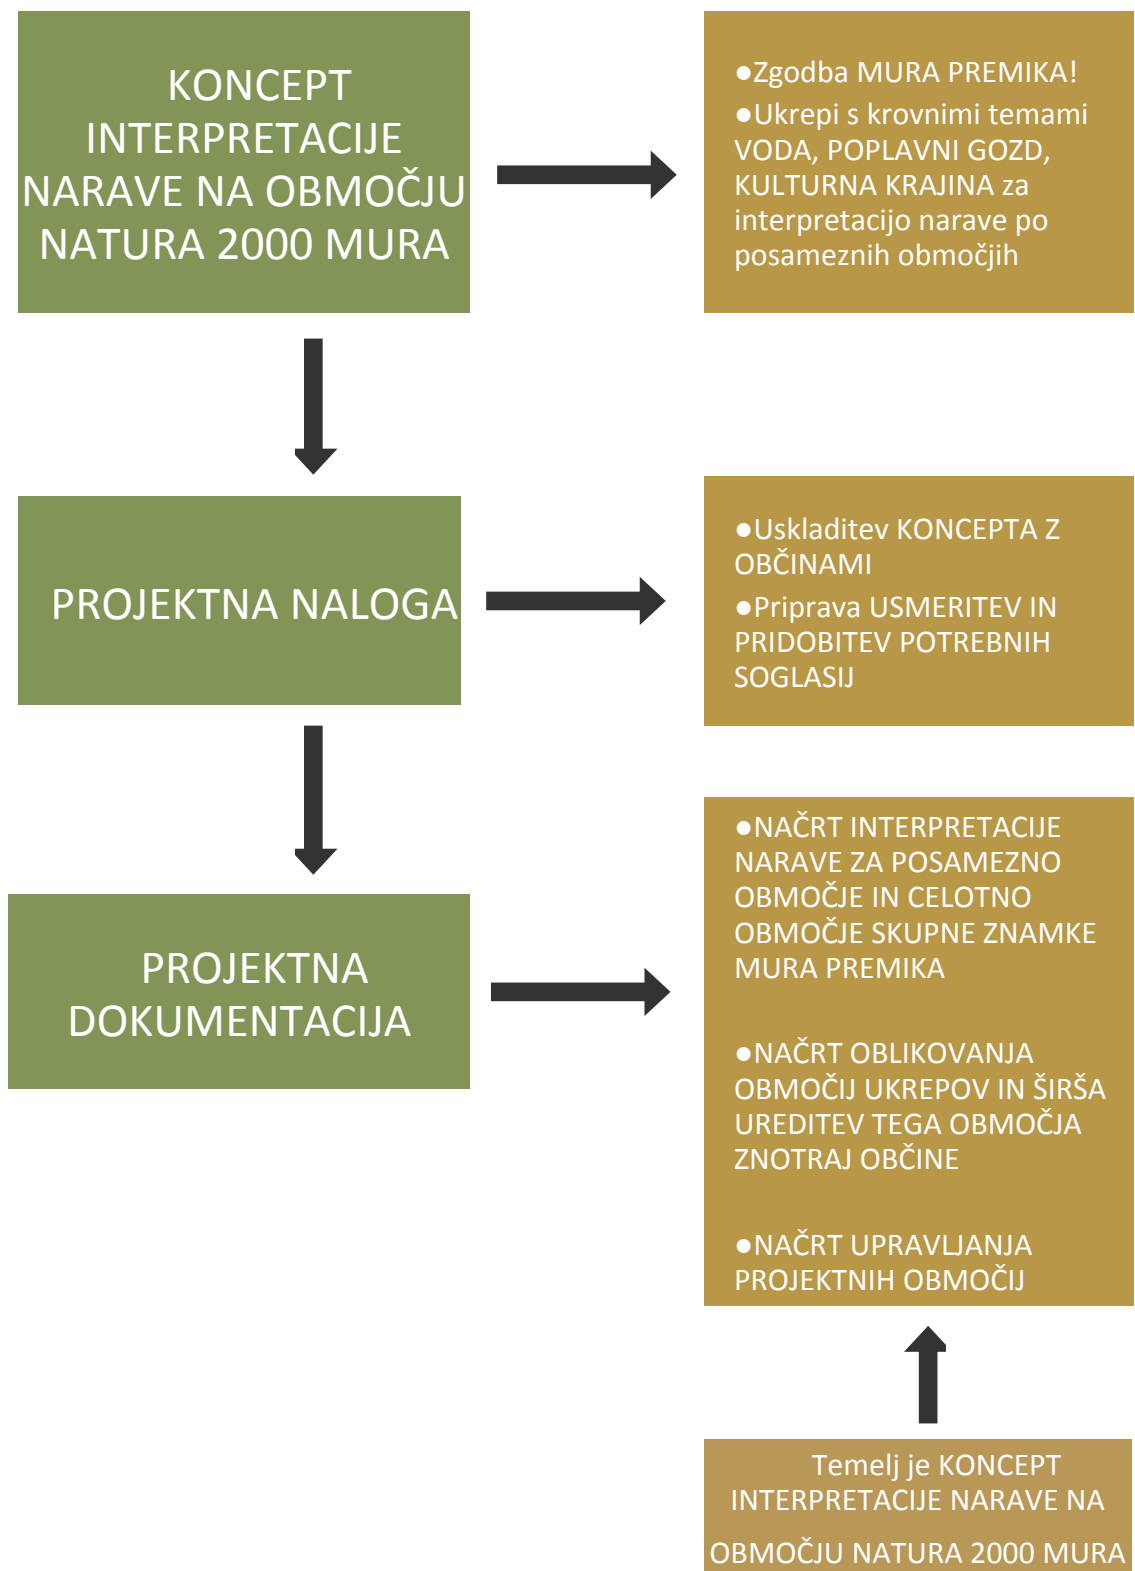 KONCEPT
INTERPRETACIJE
NARAVE NA OBMOČJU
NATURA 2000 MURA
●Zgodba MURA PREMIKA!
●Ukrepi s krovnimi temami
VODA, POPLAVNI GOZD,
KULTURNA KRAJINA za
interpretacijo narave po
posameznih območjih
PROJEKTNA NALOGA
●Uskladitev KONCEPTA Z
OBČINAMI
●Priprava USMERITEV IN
PRIDOBITEV POTREBNIH
SOGLASIJ
PROJEKTNA
DOKUMENTACIJA
●NAČRT INTERPRETACIJE
NARAVE ZA POSAMEZNO
OBMOČJE IN CELOTNO
OBMOČJE SKUPNE ZNAMKE
MURA PREMIKA
●NAČRT OBLIKOVANJA
OBMOČIJ UKREPOV IN ŠIRŠA
UREDITEV TEGA OBMOČJA
ZNOTRAJ OBČINE
●NAČRT UPRAVLJANJA
PROJEKTNIH OBMOČIJ
Temelj je KONCEPT
INTERPRETACIJE NARAVE NA
OBMOČJU NATURA 2000 MURA